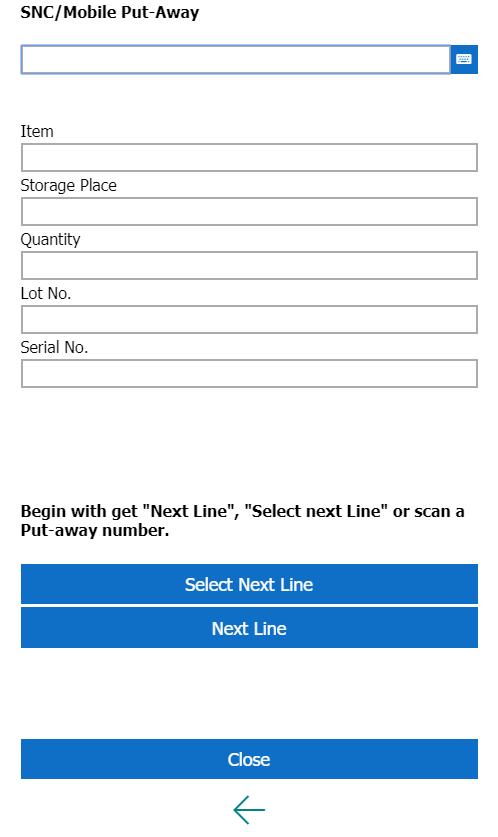 SNC/Mobile Put-Away
Item
Storage Place
Quantity
Lot No.
Serial No.
Begin with get "Next Line", "Select next Line" or scan a
Put-away number.
Select Next Line
Next Line
Close